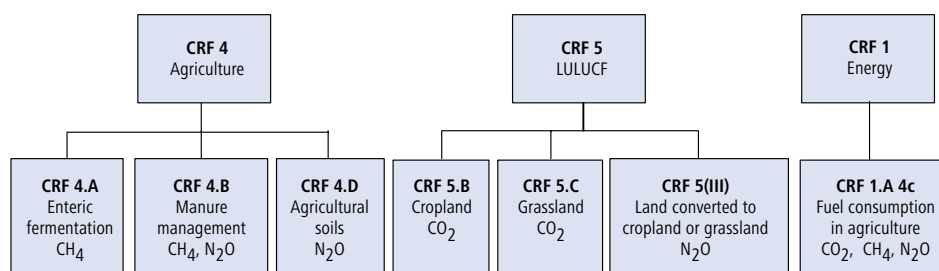 CRF 4
Agriculture
CRF 5
LULUCF
CRF 1
Energy
CRF 4.A
Enteric
fermentation
CH₄
CRF 4.B
Manure
management
CH₄, N₂O
CRF 4.D
Agricultural
soils
N₂O
CRF 5.B
Cropland
CO₂
CRF 5.C
Grassland
CO₂
CRF 5(III)
Land converted to
cropland or grassland
N₂O
CRF 1.A 4c
Fuel consumption
in agriculture
CO₂, CH₄, N₂O